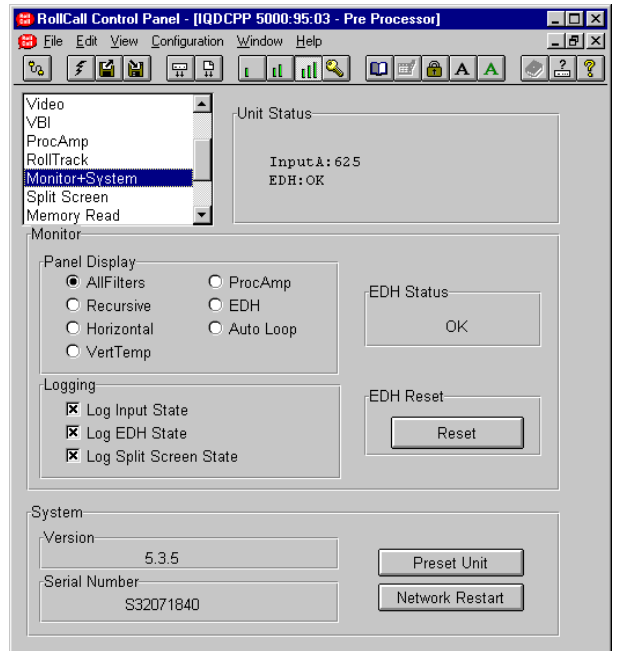 RollCall Control Panel - [IQDCPP 5000:95:03 - Pre Processor]
File Edit View Configuration Window Help
A A
Video
VBI
ProcAmp
RollTrack
Monitor+System
Split Screen
Memory Read
Unit Status
InputA:625
EDH:OK
Monitor
Panel Display
AllFilters ProcAmp
Recursive EDH
Horizontal Auto Loop
VertTemp
EDH Status
OK
Logging
Log Input State
Log EDH State
Log Split Screen State
EDH Reset
Reset
System
Version
5.3.5
Serial Number
S32071840
Preset Unit
Network Restart